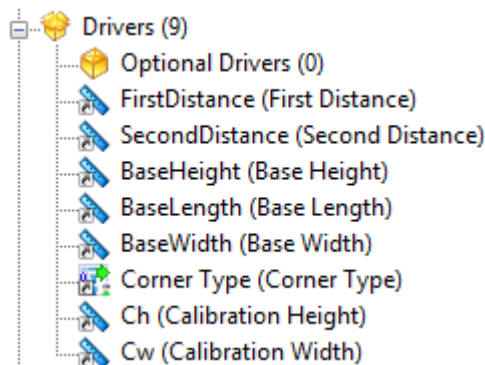 Drivers (9)
Optional Drivers (0)
FirstDistance (First Distance)
SecondDistance (Second Distance)
BaseHeight (Base Height)
BaseLength (Base Length)
BaseWidth (Base Width)
Corner Type (Corner Type)
Ch (Calibration Height)
Cw (Calibration Width)